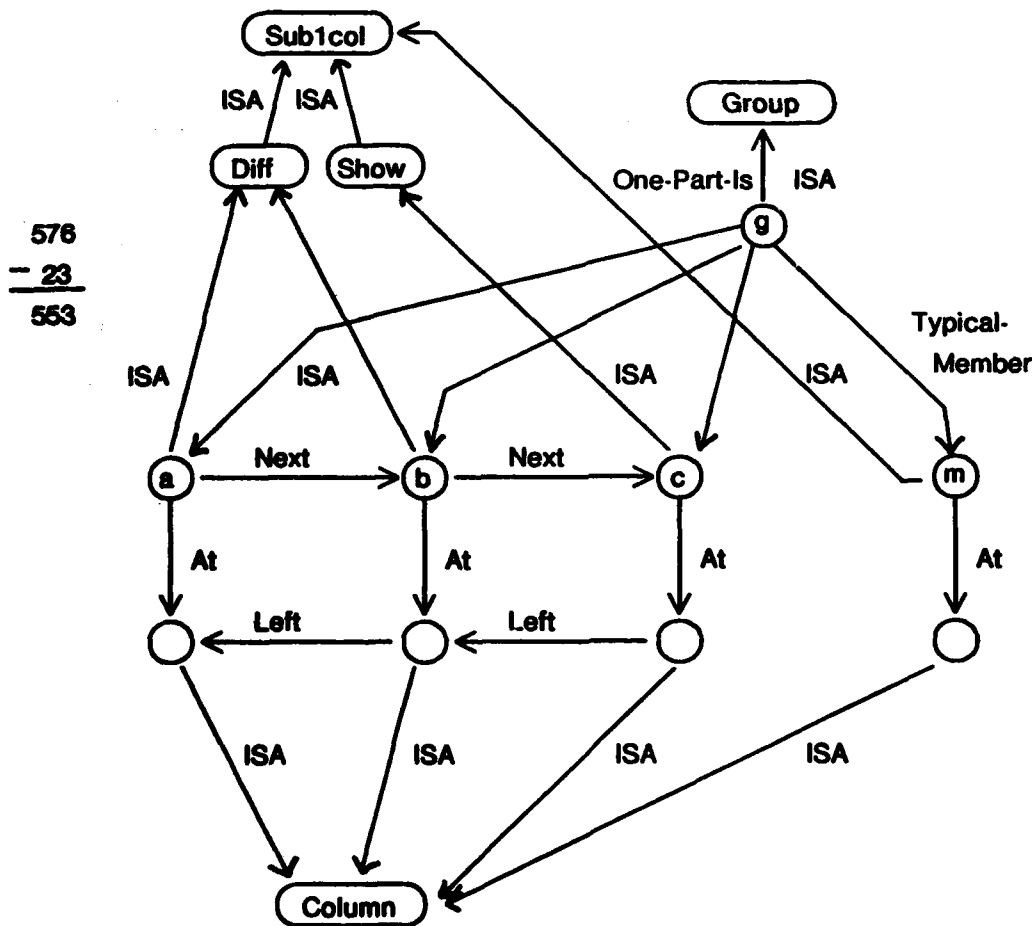 Sub1col
ISA ISA
Group
Diff Show
One-Part-Is ISA
g
576
- 23
553
Typical-
Member
ISA ISA ISA ISA
a Next b Next c m
At At At At
Left Left
ISA ISA ISA ISA
Column